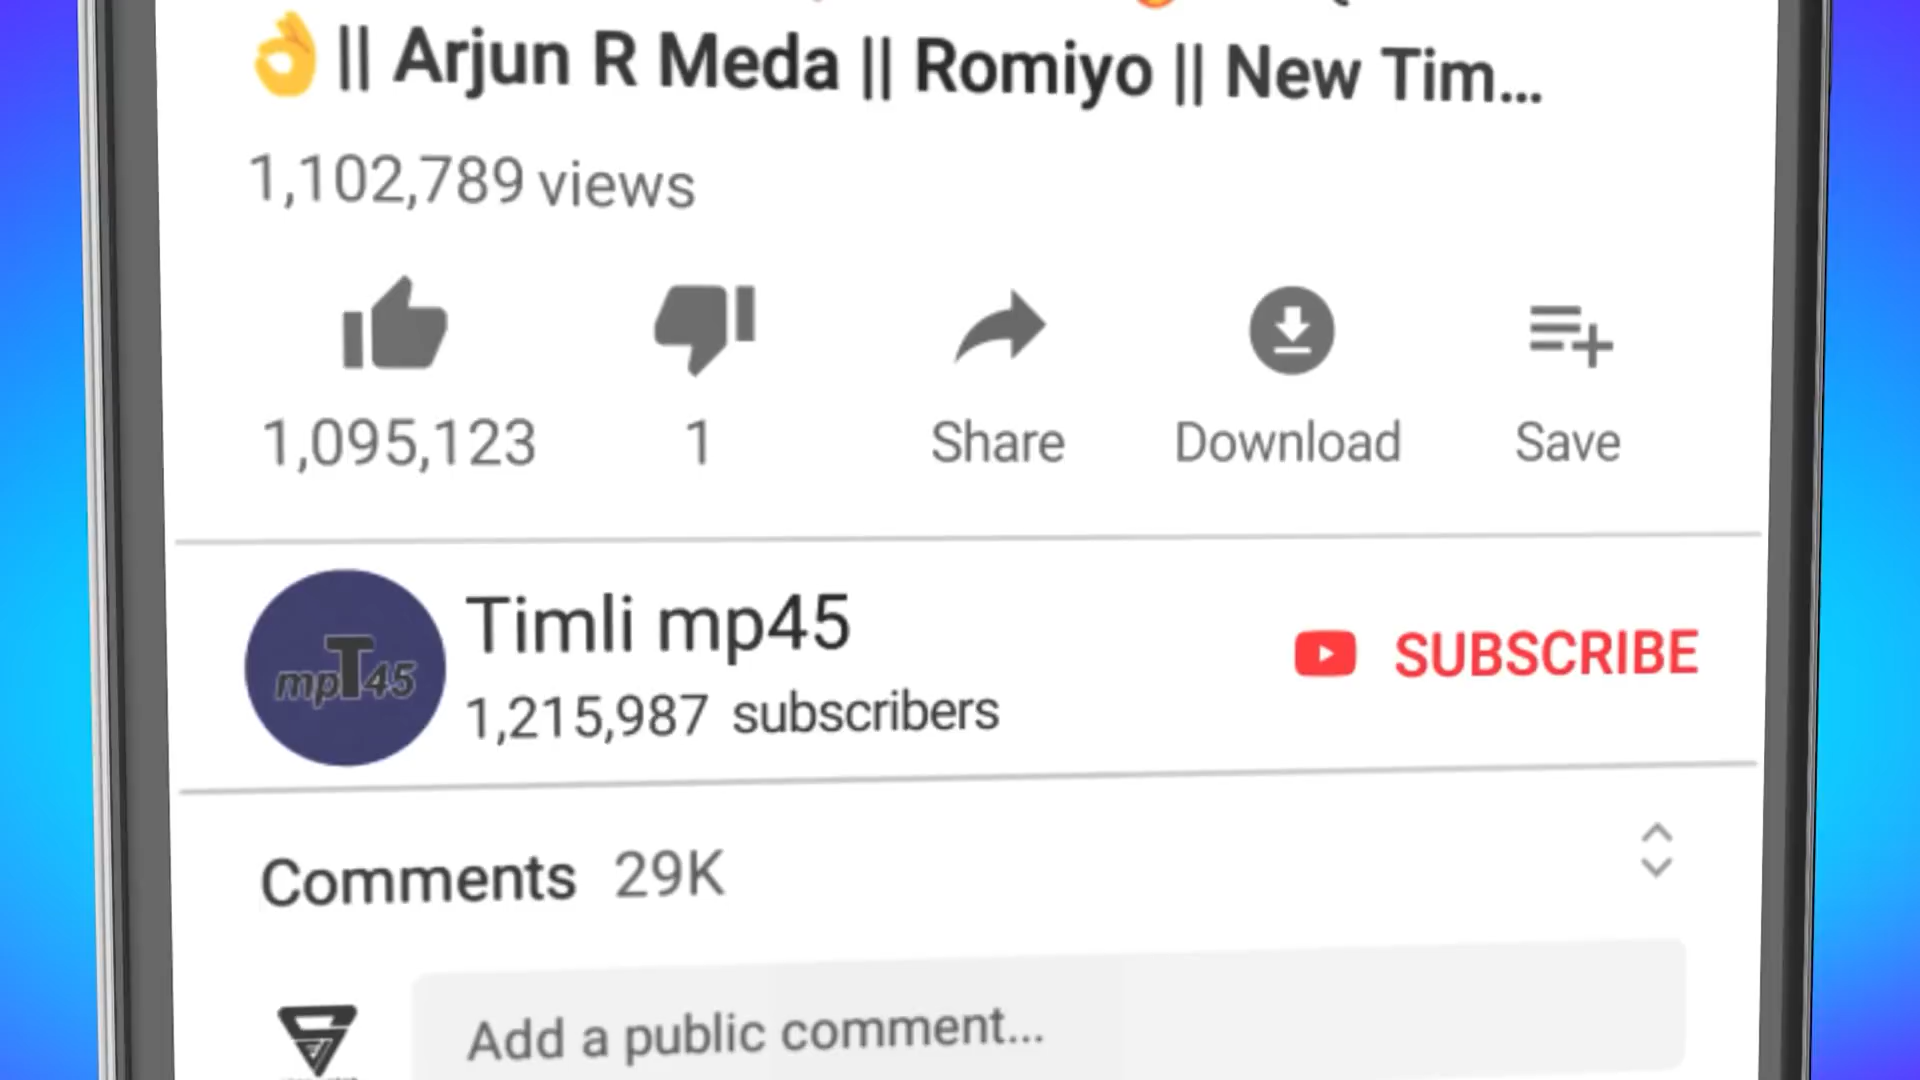 👌 || Arjun R Meda || Romiyo || New Tim...
1,102,789 views
1,095,123
1
Share
Download
Save
mpT45
Timli mp45
1,215,987 subscribers
SUBSCRIBE
Comments 29K
Add a public comment...